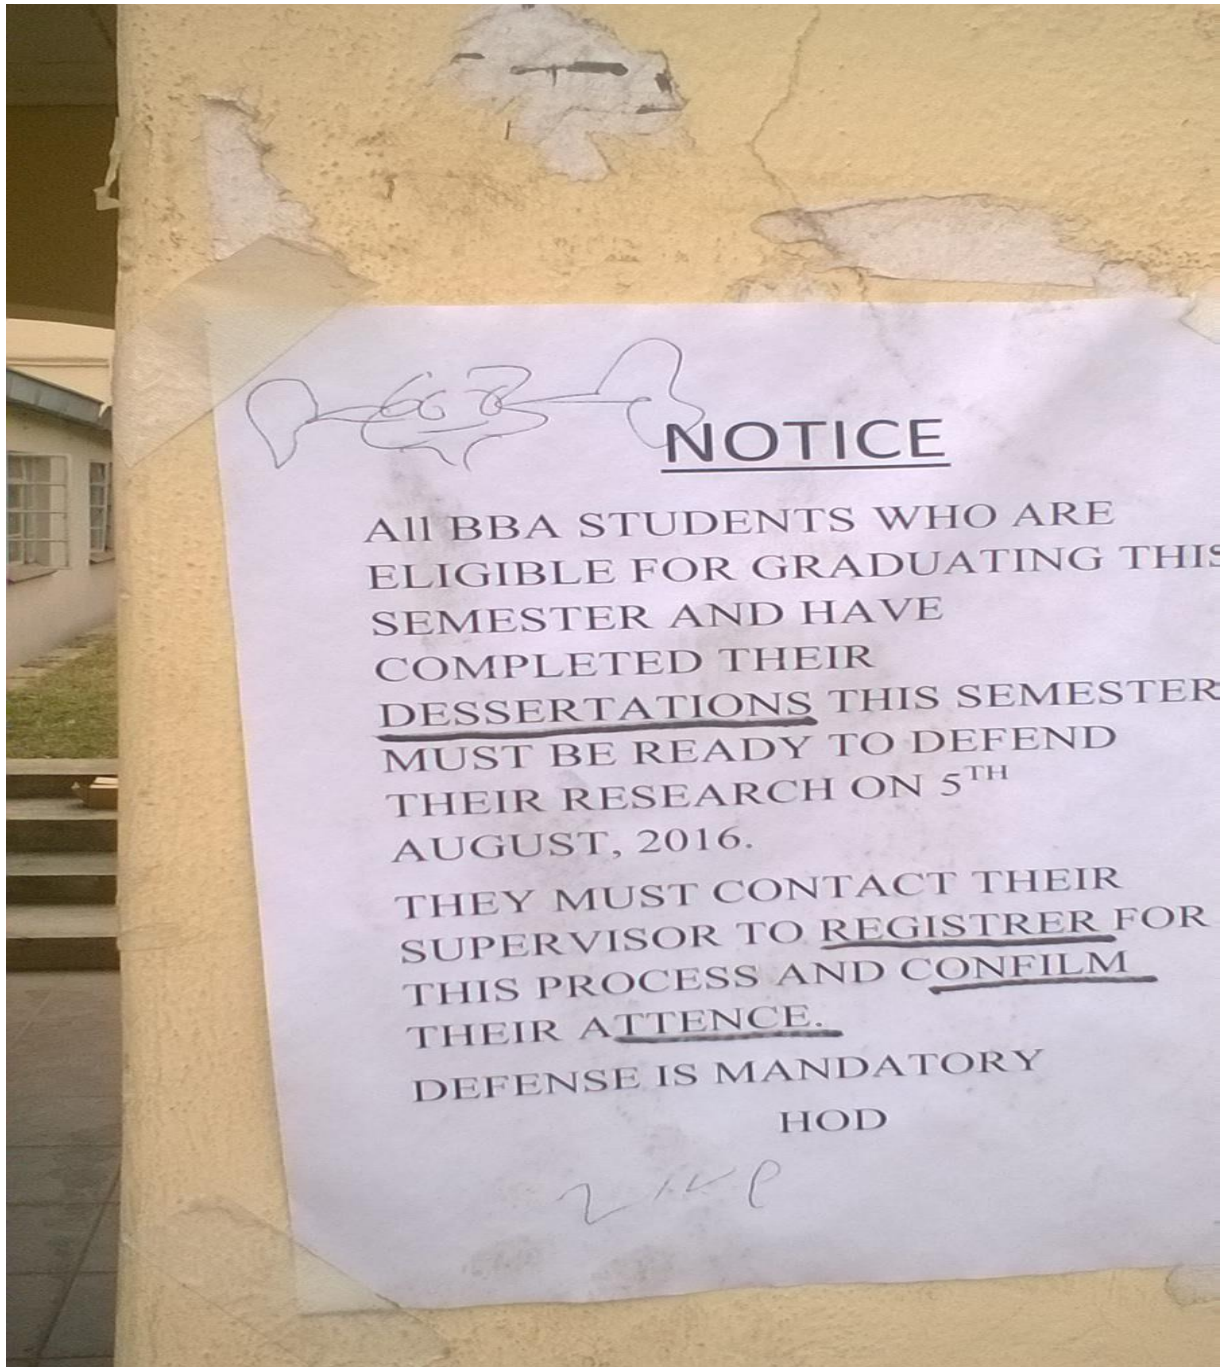 NOTICE
All BBA STUDENTS WHO ARE
ELIGIBLE FOR GRADUATING THIS
SEMESTER AND HAVE
COMPLETED THEIR
DESSERTATIONS THIS SEMESTER
MUST BE READY TO DEFEND
THEIR RESEARCH ON 5TH
AUGUST, 2016.
THEY MUST CONTACT THEIR
SUPERVISOR TO REGISTRER FOR
THIS PROCESS AND CONFILM
THEIR ATTENCE.
DEFENSE IS MANDATORY
HOD